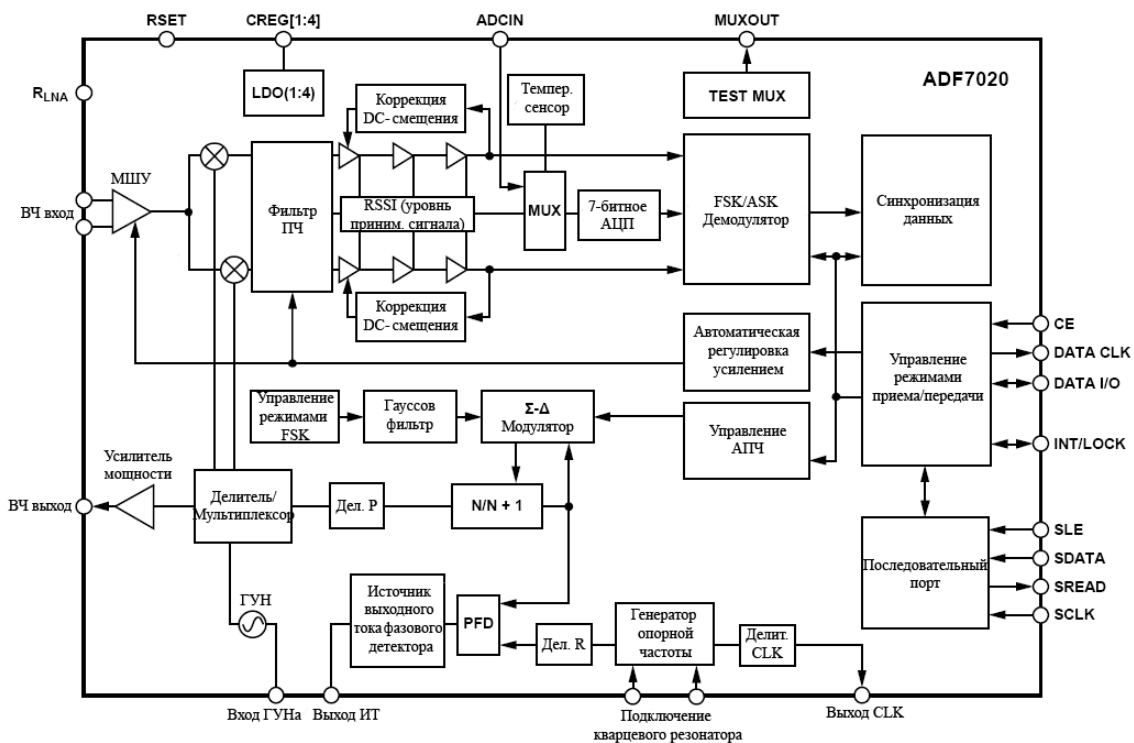 RSET
CREG[1:4]
ADCIN
MUXOUT
R LNA
LDO(1:4)
Коррекция
DC- смещения
Темпер.
сенсор
TEST MUX
ADF7020
МШУ
ВЧ вход
Фильтр
ПЧ
RSSI (уровнь
приним. сигнала)
MUX
7-битное
АЦП
FSK/ASK
Демодулятор
Синхронизация
данных
Коррекция
DC- смещения
Автоматическая
регулировка
усилением
Управление
режимами
приема/передачи
CE
DATA CLK
DATA I/O
INT/LOCK
Управление
режимами
FSK
Гауссов
фильтр
Σ-Δ
Модулятор
Управление
АПЧ
Усилитель
мощности
ВЧ выход
Делитель/
Мультиплексор
Дел. P
N/N + 1
Последовательный
порт
SLE
SDATA
SREAD
SCLK
ГУН
Источник
выходного
тока фазового
детектора
PFD
Дел. R
Генератор
опорной
частоты
Делит.
CLK
Вход ГУНа
Выход ИТ
Подключение
кварцевого резонатора
Выход CLK